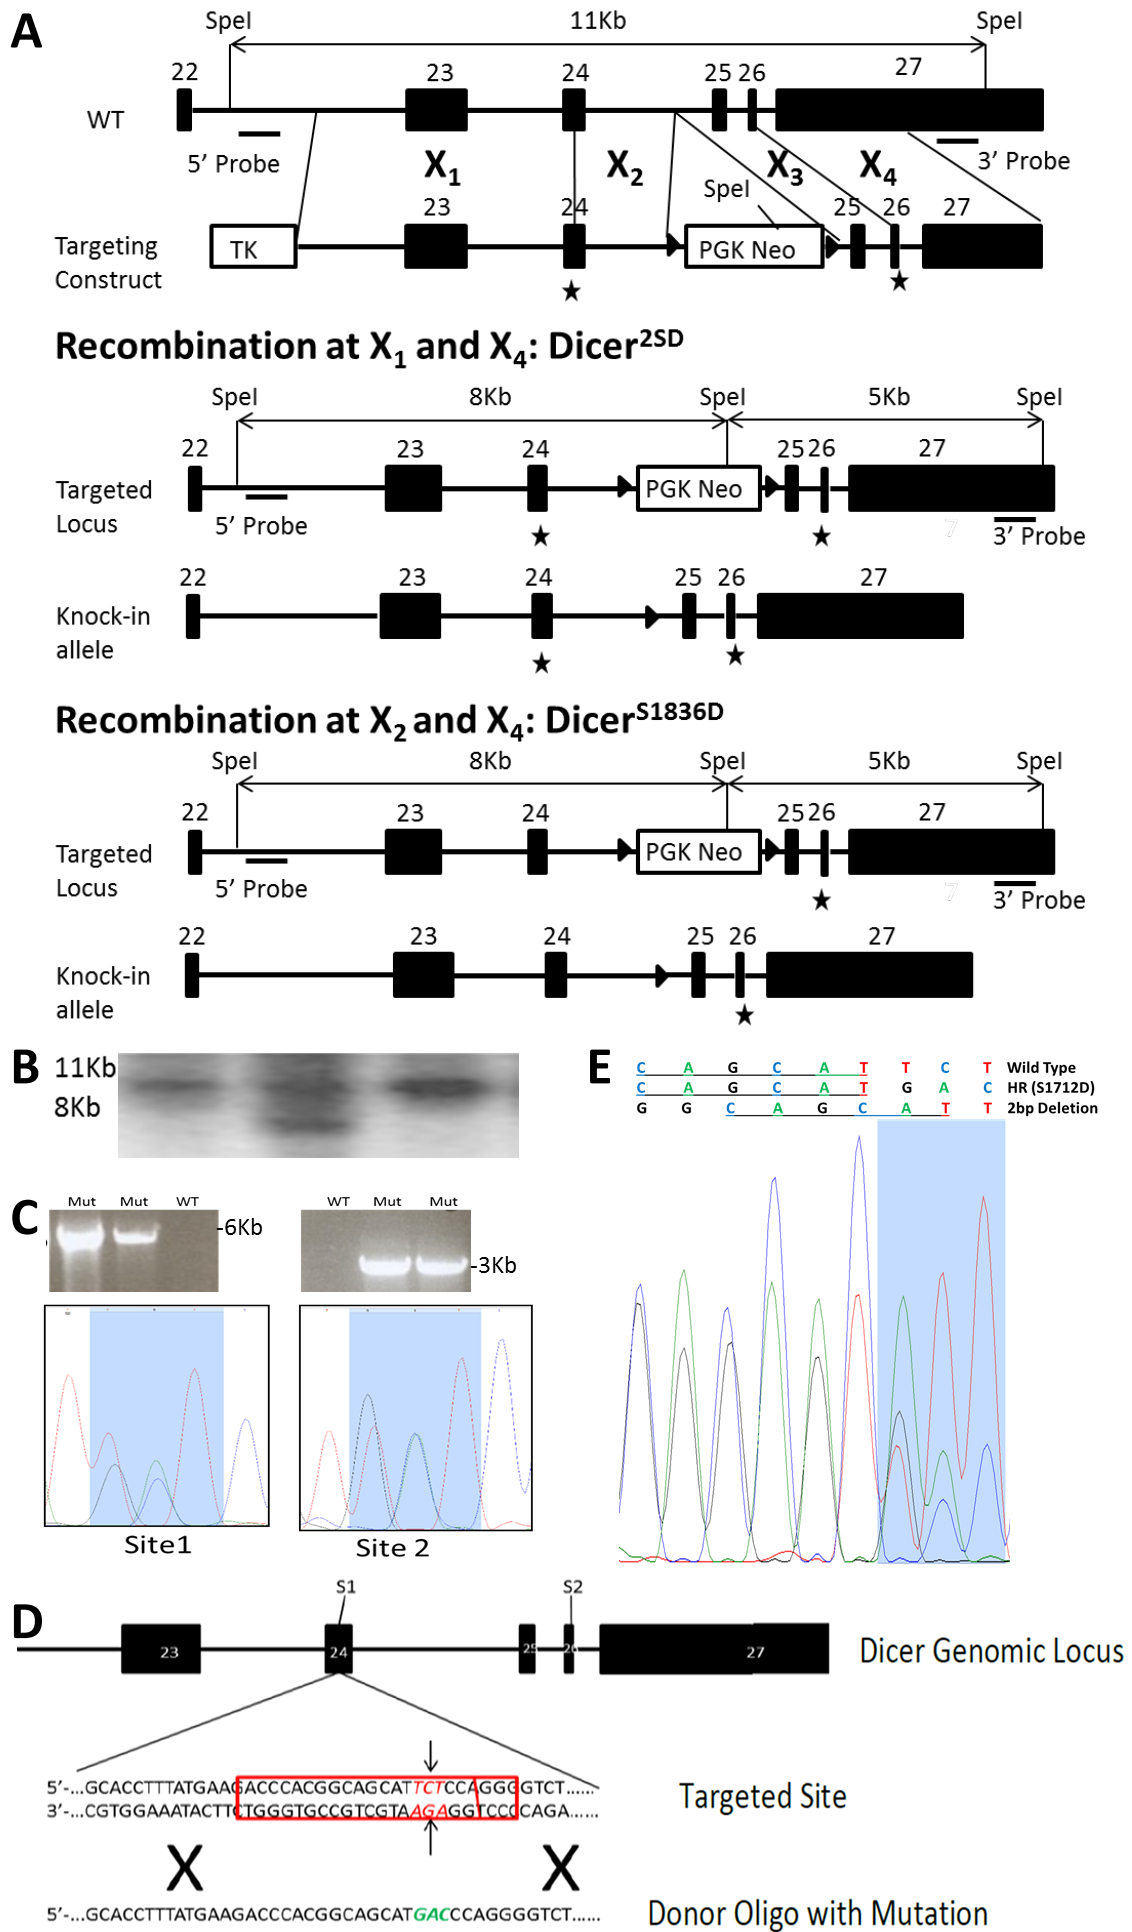 A
SpeI 11Kb SpeI
22 23 24 25 26 27
WT
5’ Probe X1 X2 X3 X4 3’ Probe
SpeI
23 24 25 26 27
Targeting Construct
TK PGK Neo
★ ★
Recombination at X1 and X4: Dicer2SD
SpeI 8Kb SpeI 5Kb SpeI
22 23 24 25 26 27
Targeted Locus
PGK Neo
5’ Probe ★ ★ 7 3’ Probe
22 23 24 25 26 27
Knock-in allele
★ ★
Recombination at X2 and X4: DicerS1836D
SpeI 8Kb SpeI 5Kb SpeI
22 23 24 25 26 27
Targeted Locus
PGK Neo
5’ Probe ★ 7 3’ Probe
22 23 24 25 26 27
Knock-in allele
★
B
11Kb
8Kb
C
Mut Mut WT
-6Kb
WT Mut Mut
-3Kb
Site1
Site 2
E
C A G C A T T C T Wild Type
C A G C A T G A C HR (S1712D)
G G C A G C A T T 2bp Deletion
D
S1 S2
23 24 25 26 27
Dicer Genomic Locus
5’-...GCACCTTTATGAAGACCCACGGCAGCATTCTCCAGGGGTCT......
3’-...CGTGGAAATACTTCTGGGTGCCGTCGTAAGAGGTCCCCAGA......
Targeted Site
X X
5’-...GCACCTTTATGAAGACCCACGGCAGCATGACCCAGGGGTCT......
Donor Oligo with Mutation